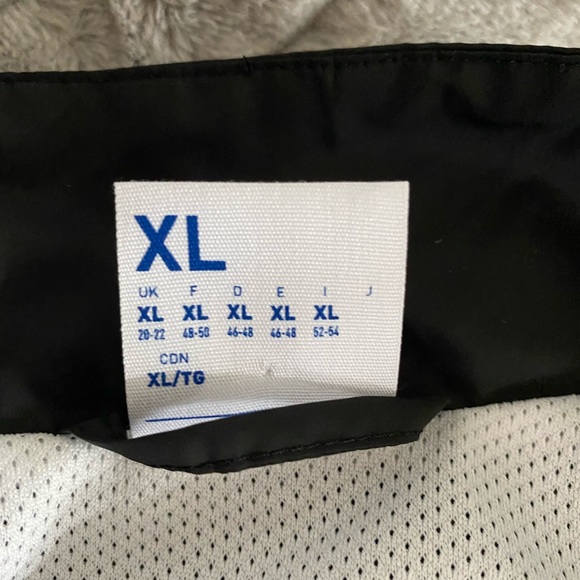 XL
UK F D E I J
XL XL XL XL XL
20-22 48-50 46-48 46-48 52-54
CDN
XL/TG